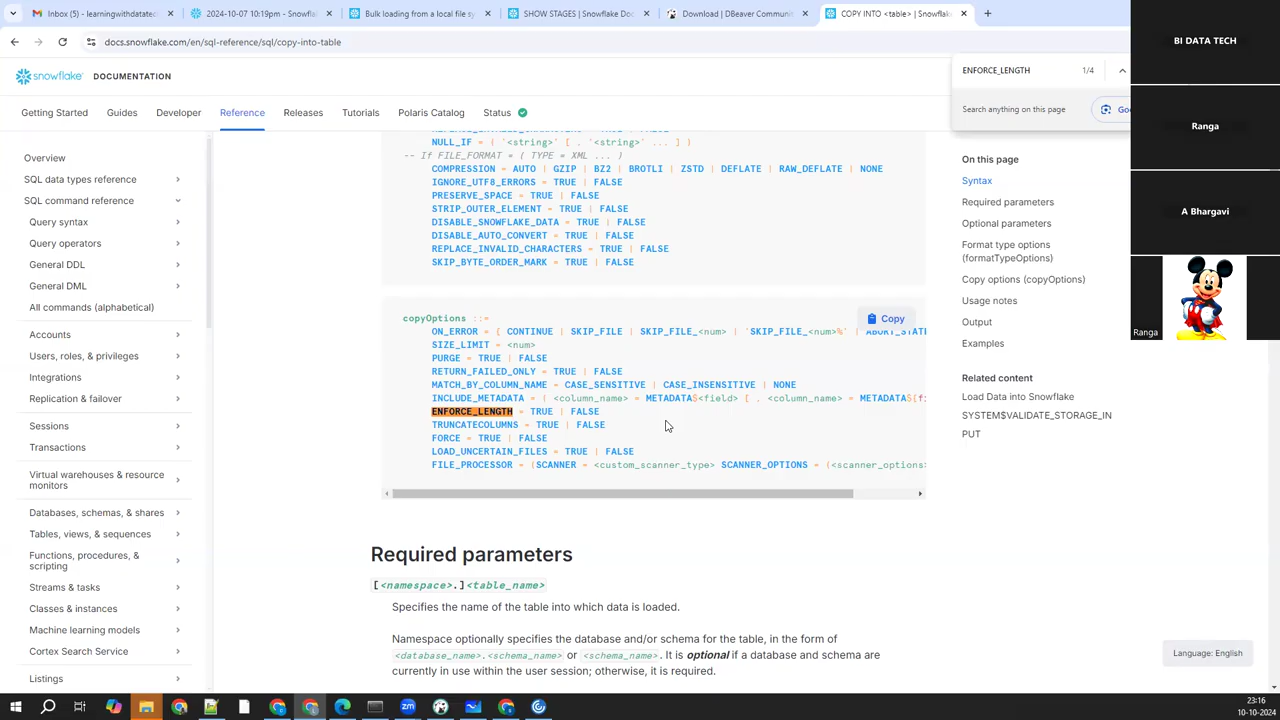 Inbox - learningwithdatatec
2024-10-07 10:19pm - Snowfla
Bulk loading from a local file sy
SHOW STAGES | Snowflake Doc
Download | DBeaver Communit
COPY INTO <table> | Snowflake
docs.snowflake.com/en/sql-reference/sql/copy-into-table
BI DATA TECH
ENFORCE_LENGTH 1/4
snowflake DOCUMENTATION
Search anything on this page
Goo
Getting Started Guides Developer Reference Releases Tutorials Polaris Catalog Status
Ranga
NULL_IF = ( '<string>' [ , '<string>' ... ] )
-- If FILE_FORMAT = ( TYPE = XML ... )
COMPRESSION = AUTO | GZIP | BZ2 | BROTLI | ZSTD | DEFLATE | RAW_DEFLATE | NONE
IGNORE_UTF8_ERRORS = TRUE | FALSE
PRESERVE_SPACE = TRUE | FALSE
STRIP_OUTER_ELEMENT = TRUE | FALSE
DISABLE_SNOWFLAKE_DATA = TRUE | FALSE
DISABLE_AUTO_CONVERT = TRUE | FALSE
REPLACE_INVALID_CHARACTERS = TRUE | FALSE
SKIP_BYTE_ORDER_MARK = TRUE | FALSE
Overview
SQL data types reference
SQL command reference
Query syntax
Query operators
General DDL
General DML
All commands (alphabetical)
Accounts
Users, roles, & privileges
Integrations
Replication & failover
Sessions
Transactions
Virtual warehouses & resource
monitors
Databases, schemas, & shares
Tables, views, & sequences
Functions, procedures, &
scripting
Streams & tasks
Classes & instances
Machine learning models
Cortex Search Service
Listings
Copy
copyOptions ::=
ON_ERROR = { CONTINUE | SKIP_FILE | SKIP_FILE_<num> | 'SKIP_FILE_<num>%' | ABORT_STATE
SIZE_LIMIT = <num>
PURGE = TRUE | FALSE
RETURN_FAILED_ONLY = TRUE | FALSE
MATCH_BY_COLUMN_NAME = CASE_SENSITIVE | CASE_INSENSITIVE | NONE
INCLUDE_METADATA = ( <column_name> = METADATA$<field> [ , <column_name> = METADATA$
ENFORCE_LENGTH = TRUE | FALSE
TRUNCATECOLUMNS = TRUE | FALSE
FORCE = TRUE | FALSE
LOAD_UNCERTAIN_FILES = TRUE | FALSE
FILE_PROCESSOR = (SCANNER = <custom_scanner_type> SCANNER_OPTIONS = (<scanner_options>
Required parameters
[<namespace>.]<table_name>
Specifies the name of the table into which data is loaded.
Namespace optionally specifies the database and/or schema for the table, in the form of
<database_name>.<schema_name> or <schema_name>. It is optional if a database and schema are
currently in use within the user session; otherwise, it is required.
On this page
Syntax
Required parameters
Optional parameters
Format type options
(formatTypeOptions)
Copy options (copyOptions)
Usage notes
Output
Examples
Related content
Load Data into Snowflake
SYSTEM$VALIDATE_STORAGE_IN
PUT
A Bhargavi
Ranga
Language: English
23:16
10-10-2024